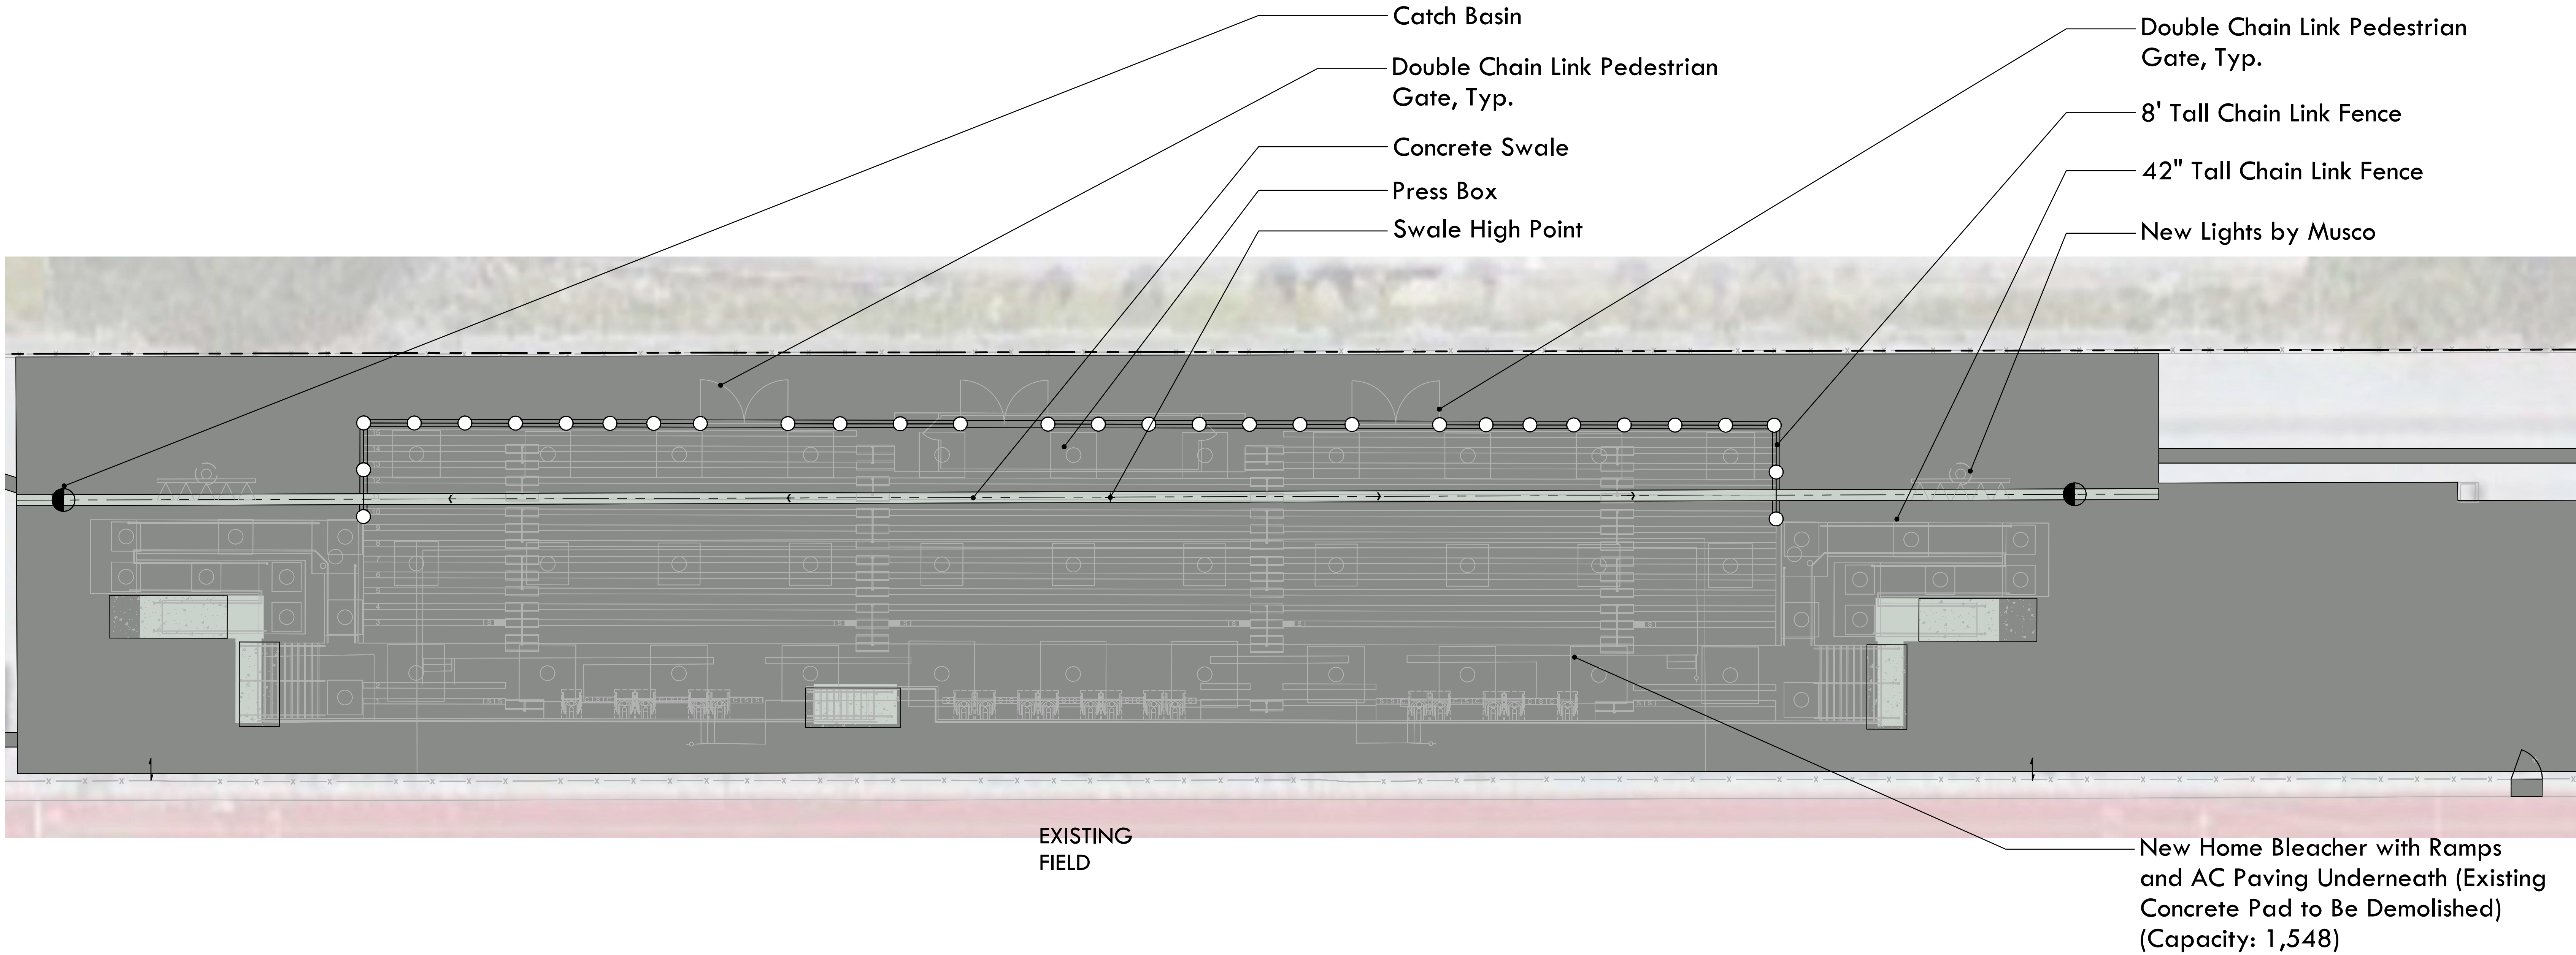 Catch Basin
Double Chain Link Pedestrian
Gate, Typ.
Concrete Swale
Press Box
Swale High Point
Double Chain Link Pedestrian
Gate, Typ.
8' Tall Chain Link Fence
42" Tall Chain Link Fence
New Lights by Musco
EXISTING
FIELD
New Home Bleacher with Ramps
and AC Paving Underneath (Existing
Concrete Pad to Be Demolished)
(Capacity: 1,548)